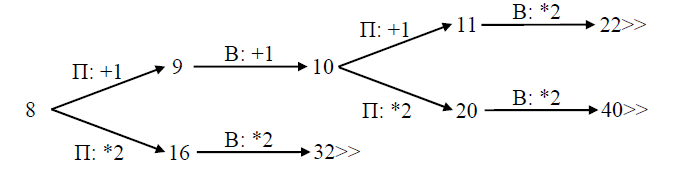 П: +1
11
В: *2
22>>
П: +1
9
В: +1
10
8
П: *2
20
В: *2
40>>
П: *2
16
В: *2
32>>